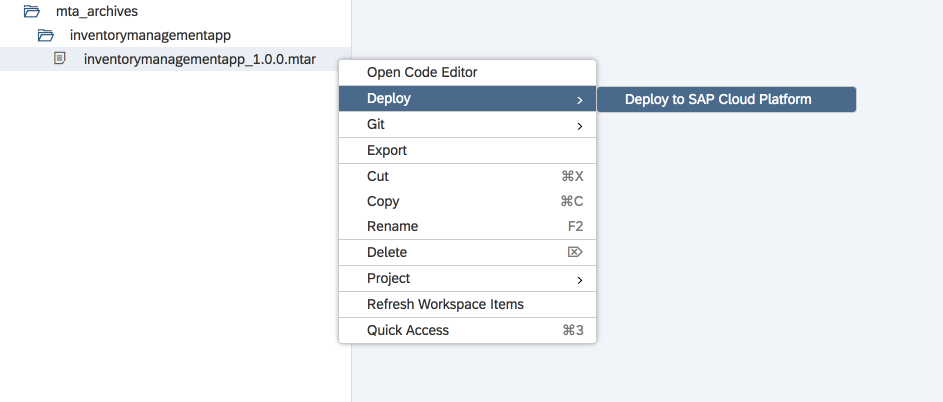 mta_archives
inventorymanagementapp
inventorymanagementapp_1.0.0.mtar
Open Code Editor
Deploy
Deploy to SAP Cloud Platform
Git
Export
Cut ⌘X
Copy ⌘C
Rename F2
Delete ⌦
Project
Refresh Workspace Items
Quick Access ⌘3